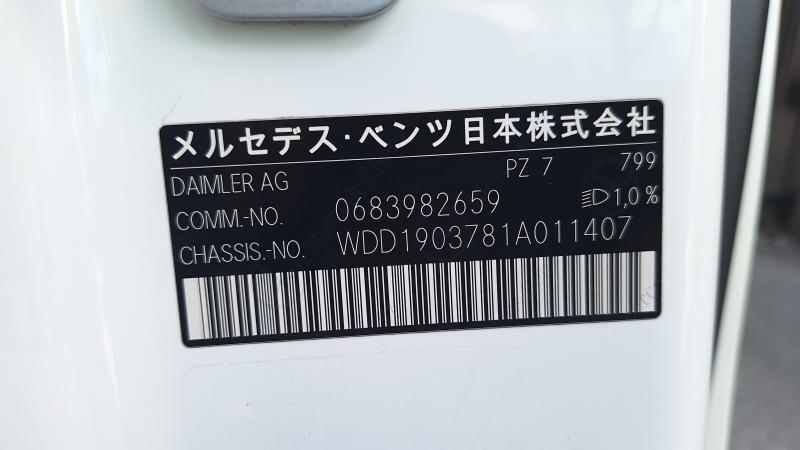 メルセデス・ベンツ日本株式会社
DAIMLER AG PZ 7 799
COMM.-NO. 0683982659 1,0 %
CHASSIS.-NO. WDD1903781A011407